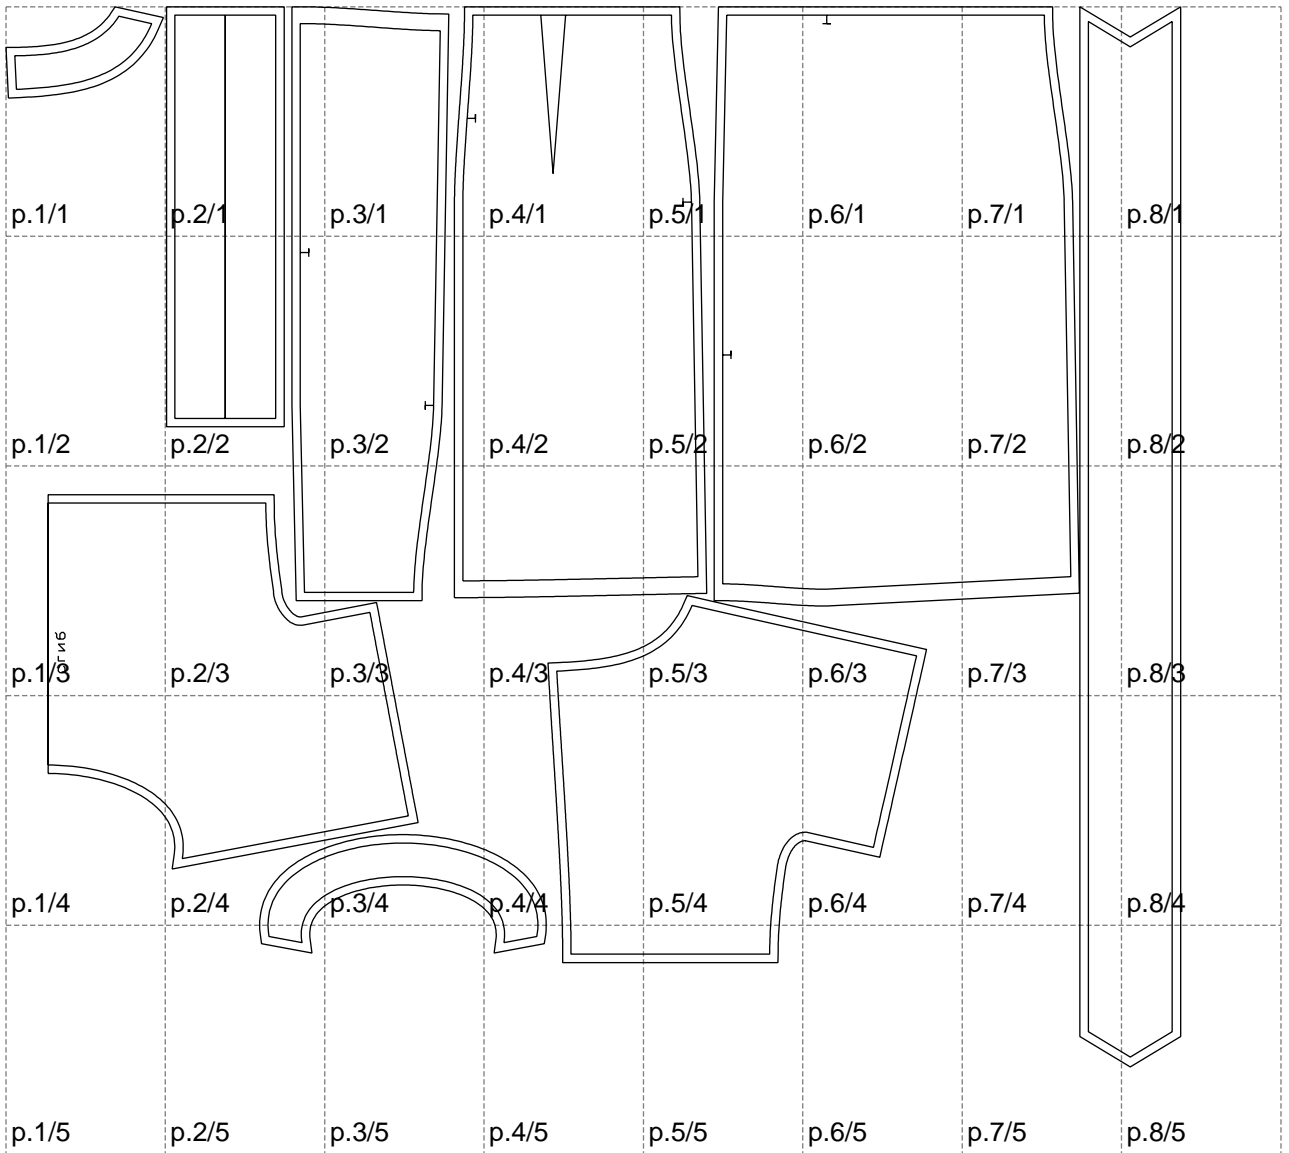 p.1/1 p.2/1 p.3/1 p.4/1 p.5/1 p.6/1 p.7/1 p.8/1
p.1/2 p.2/2 p.3/2 p.4/2 p.5/2 p.6/2 p.7/2 p.8/2
сгиб
p.1/3 p.2/3 p.3/3 p.4/3 p.5/3 p.6/3 p.7/3 p.8/3
p.1/4 p.2/4 p.3/4 p.4/4 p.5/4 p.6/4 p.7/4 p.8/4
p.1/5 p.2/5 p.3/5 p.4/5 p.5/5 p.6/5 p.7/5 p.8/5